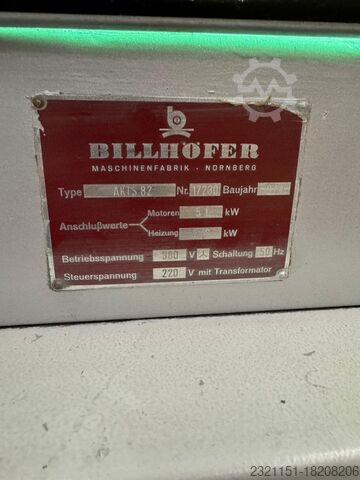 BILLHÖFER
MASCHINENFABRIK · NÜRNBERG
Type AKTS 82 Nr. 17230 Baujahr
Motoren kW
Anschlußwerte
Heizung kW
Betriebsspannung 380 V Schaltung 50 Hz
Steuerspannung 220 V mit Transformator
2321151-18208206